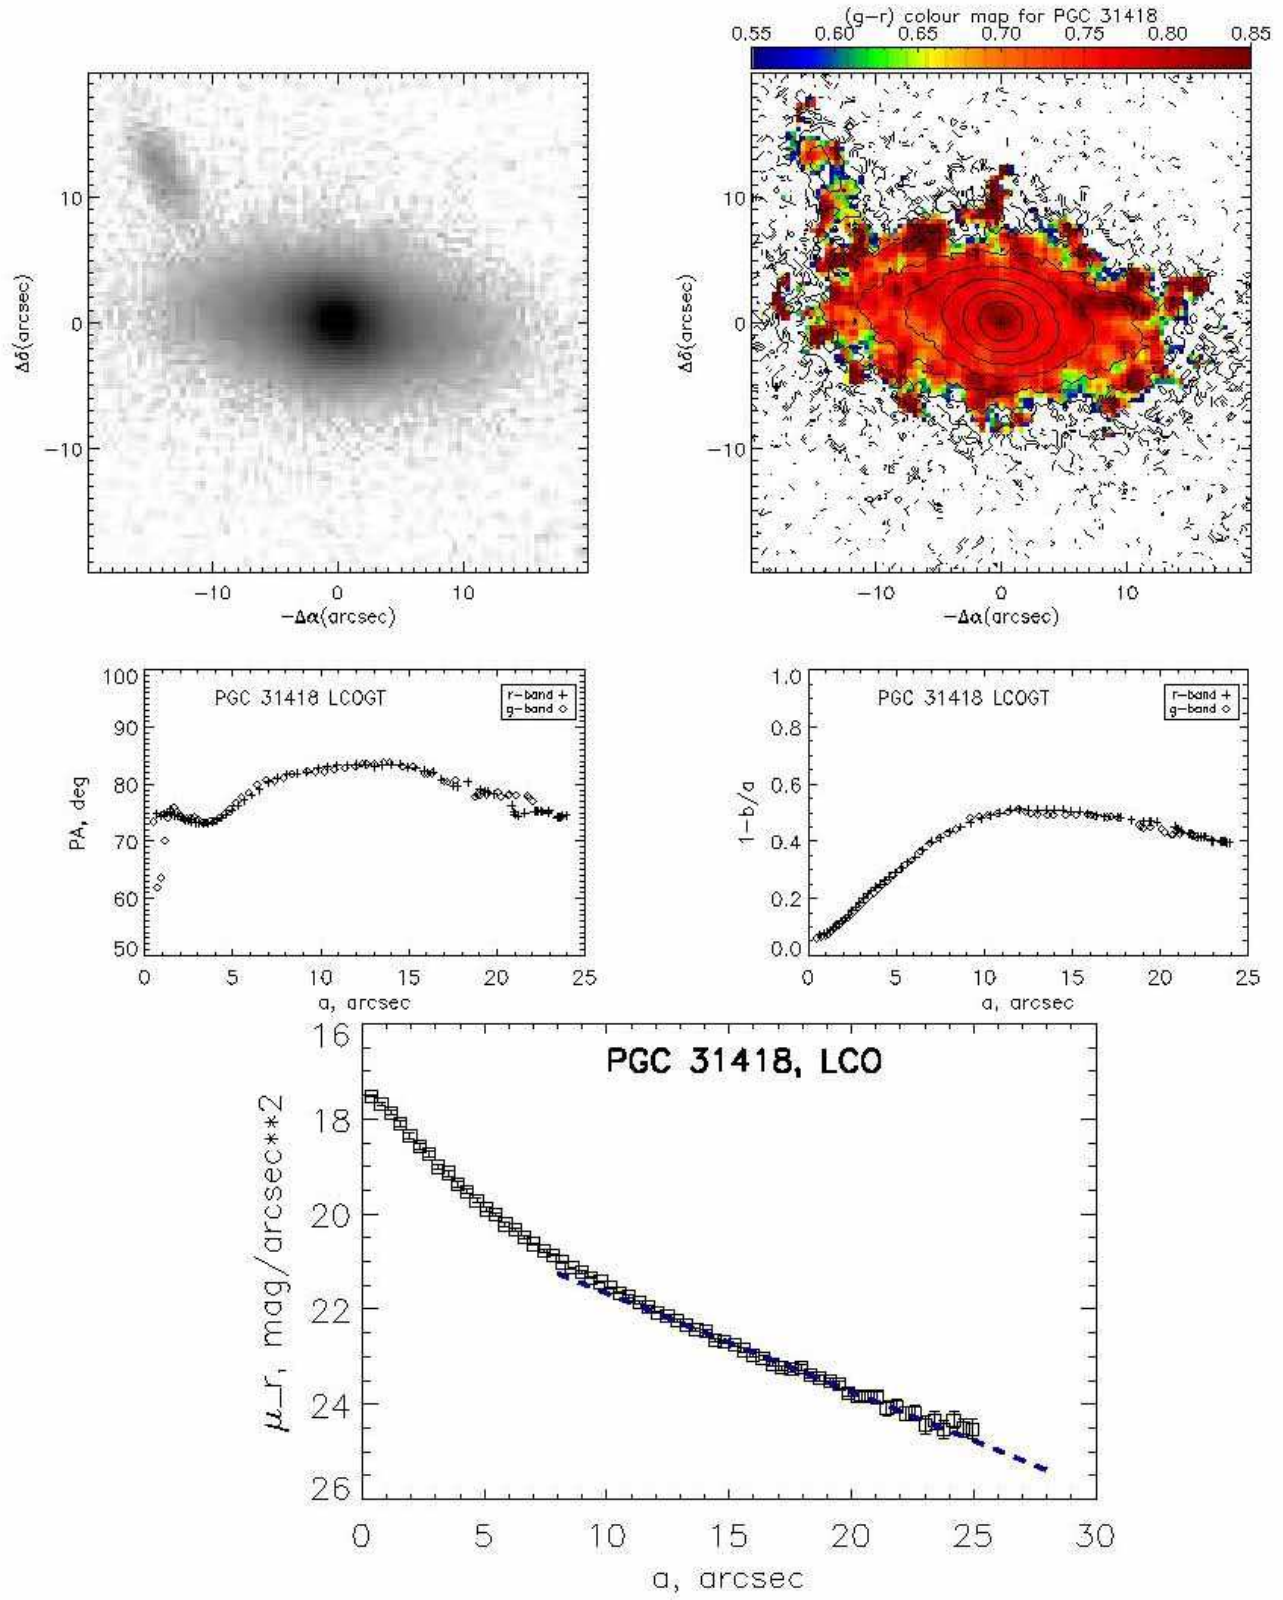 (g−r) colour map for PGC 31418
0.55 0.60 0.65 0.70 0.75 0.80 0.85
10
0
−10
Δδ(arcsec)
−10 0 10
−Δα(arcsec)
10
0
−10
Δδ(arcsec)
−10 0 10
−Δα(arcsec)
100
90
80
70
60
50
PA, deg
PGC 31418 LCOGT
r−band +
g−band ◇
0 5 10 15 20 25
a, arcsec
1.0
0.8
0.6
0.4
0.2
0.0
1−b/a
PGC 31418 LCOGT
r−band +
g−band ◇
0 5 10 15 20 25
a, arcsec
16
18
20
22
24
26
μ_r, mag/arcsec**2
PGC 31418, LCO
0 5 10 15 20 25 30
a, arcsec